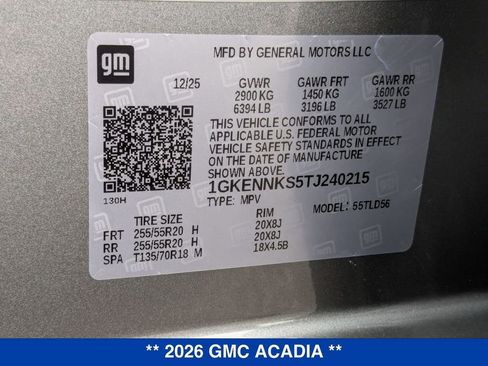 gm
MFD BY GENERAL MOTORS LLC
12/25 GVWR GAWR FRT GAWR RR
2900 KG 1450 KG 1600 KG
6394 LB 3196 LB 3527 LB
THIS VEHICLE CONFORMS TO ALL
APPLICABLE U.S. FEDERAL MOTOR
VEHICLE SAFETY STANDARDS IN EFFECT
ON THE DATE OF MANUFACTURE
SHOWN ABOVE.
1GKENNKS5TJ240215
130H TYPE: MPV MODEL: 55TLD56
TIRE SIZE RIM
FRT 255/55R20 H 20X8J
RR 255/55R20 H 20X8J
SPA T135/70R18 M 18X4.5B
** 2026 GMC ACADIA **